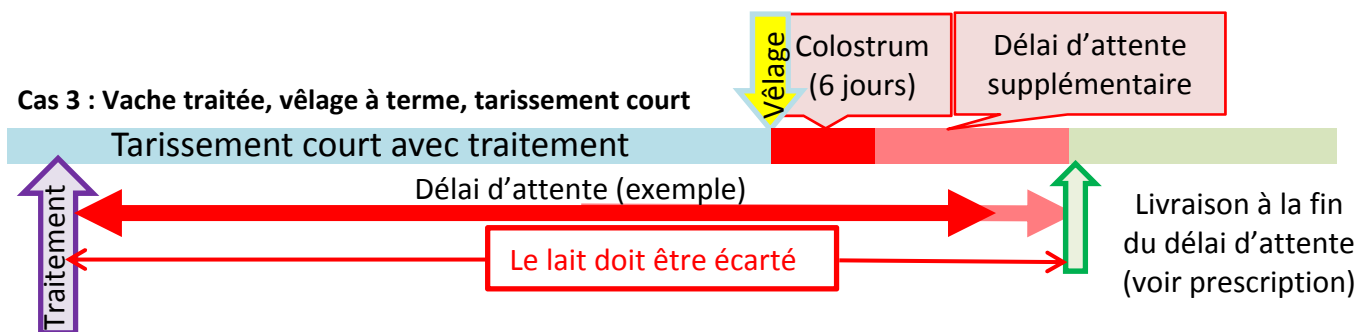 Vêlage
Colostrum
(6 jours)
Délai d’attente
supplémentaire
Cas 3 : Vache traitée, vêlage à terme, tarissement court
Tarissement court avec traitement
Traitement
Délai d’attente (exemple)
Le lait doit être écarté
Livraison à la fin
du délai d’attente
(voir prescription)